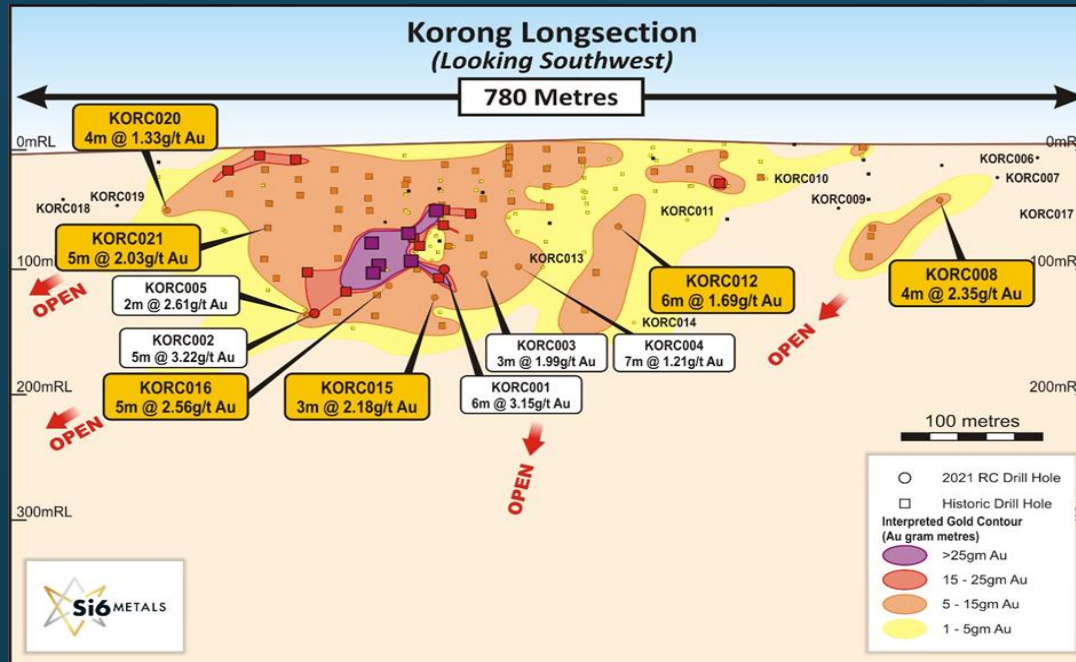 Korong Longsection
(Looking Southwest)
780 Metres
KORC020
4m @ 1.33g/t Au
0mRL
0mR
KORC006
KORC007
KORC010
KORC009
KORC019
KORC018
KORC011
KORC017
KORC021
5m @ 2.03g/t Au
KORC013
100mRL
100mR
KORC012
6m @ 1.69g/t Au
KORC008
4m @ 2.35g/t Au
OPEN
KORC005
2m @ 2.61g/t Au
KORC014
OPEN
KORC002
5m @ 3.22g/t Au
KORC003
3m @ 1.99g/t Au
KORC004
7m @ 1.21g/t Au
KORC016
5m @ 2.56g/t Au
KORC015
3m @ 2.18g/t Au
KORC001
6m @ 3.15g/t Au
200mRL
200mR
OPEN
OPEN
100 metres
300mRL
2021 RC Drill Hole
Historic Drill Hole
Interpreted Gold Contour
(Au gram metres)
>25gm Au
15 - 25gm Au
5 - 15gm Au
1 - 5gm Au
Si6 METALS